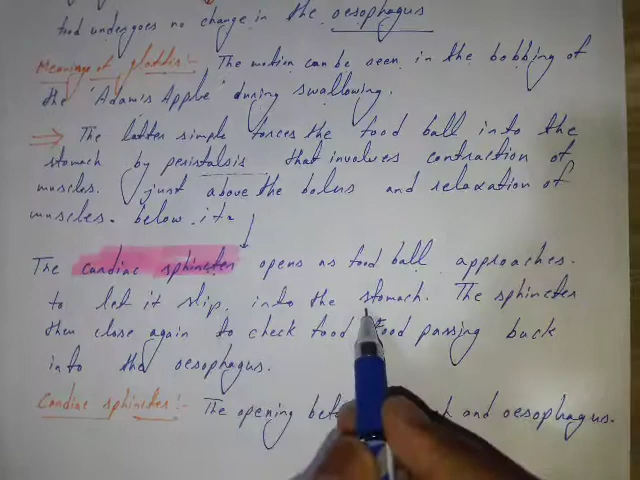 food undergoes no change in the oesophagus
Meaning of :- The motion can be seen in the bobbing of
the 'Adam's Apple' during swallowing.
⇒ The latter simple forces the food ball into the
stomach by peristalsis that involves contraction of
muscles. just above the bolus and relaxation of
muscles. below it
The cardiac sphincter opens as food ball approaches.
to let it slip, into the stomach. The sphincter
then close again to check food food passing back
into the oesophagus.
Cardiac sphincter :- The opening and oesophagus.